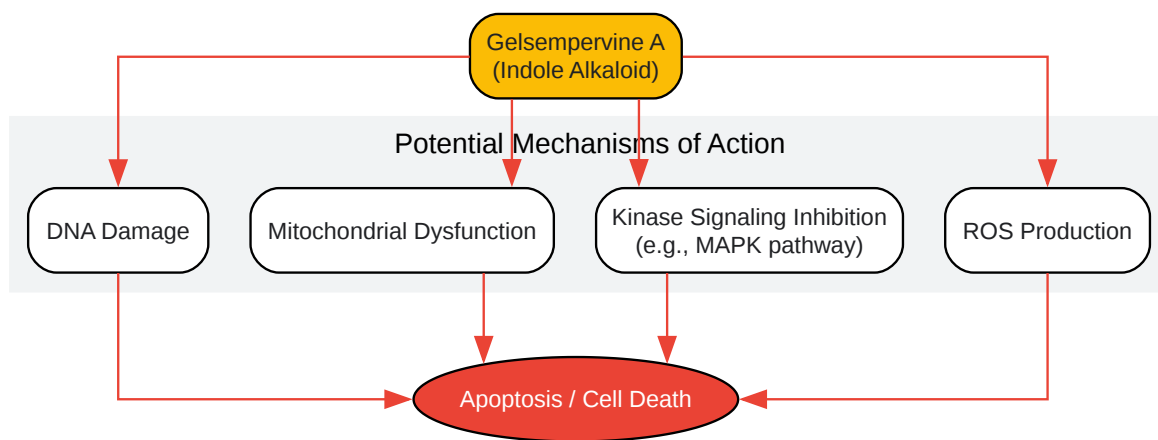 Gelsempervine A
(Indole Alkaloid)
Potential Mechanisms of Action
DNA Damage
Mitochondrial Dysfunction
Kinase Signaling Inhibition
(e.g., MAPK pathway)
ROS Production
Apoptosis / Cell Death